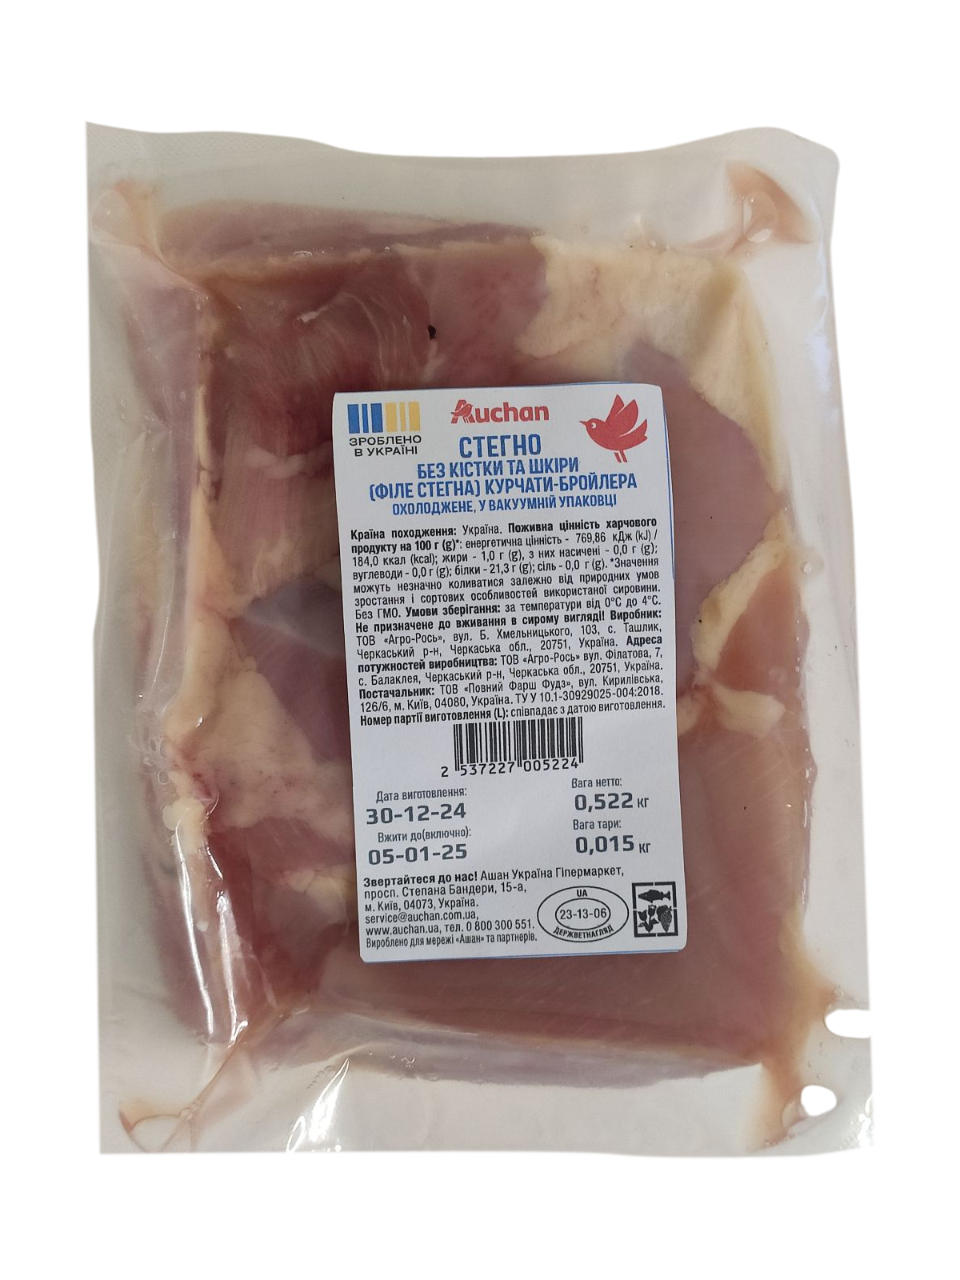 ЗРОБЛЕНО
В УКРАЇНІ
Auchan
СТЕГНО
БЕЗ КІСТКИ ТА ШКІРИ
(ФІЛЕ СТЕГНА) КУРЧАТИ-БРОЙЛЕРА
ОХОЛОДЖЕНЕ, У ВАКУУМНІЙ УПАКОВЦІ
Країна походження: Україна. Поживна цінність харчового
продукту на 100 г (g)*: енергетична цінність - 769,86 кДж (kJ) /
184,0 ккал (kcal); жири - 1,0 г (g), з них насичені - 0,0 г (g);
вуглеводи - 0,0 г (g); білки - 21,3 г (g); сіль - 0,0 г (g). *Значення
можуть незначно коливатися залежно від природних умов
зростання і сортових особливостей використаної сировини.
Без ГМО. Умови зберігання: за температури від 0°С до 4°С.
Не призначене до вживання в сирому вигляді! Виробник:
ТОВ «Агро-Рось», вул. Б. Хмельницького, 103, с. Ташлик,
Черкаський р-н, Черкаська обл., 20751, Україна. Адреса
потужностей виробництва: ТОВ «Агро-Рось» вул. Філатова, 7,
с. Балаклея, Черкаський р-н, Черкаська обл., 20751, Україна.
Постачальник: ТОВ «Повний Фарш Фудз», вул. Кирилівська,
126/6, м. Київ, 04080, Україна. ТУ У 10.1-30929025-004:2018.
Номер партії виготовлення (L): співпадає з датою виготовлення.
2 537227 005224
Дата виготовлення:
30-12-24
Вжити до(включно):
05-01-25
Вага нетто:
0,522 кг
Вага тари:
0,015 кг
Звертайтеся до нас! Ашан Україна Гіпермаркет,
просп. Степана Бандери, 15-а,
м. Київ, 04073, Україна.
service@auchan.com.ua,
www.auchan.ua, тел. 0 800 300 551.
Вироблено для мережі «Ашан» та партнерів.
UA
23-13-06
ДЕРЖВЕТНАГЛЯД